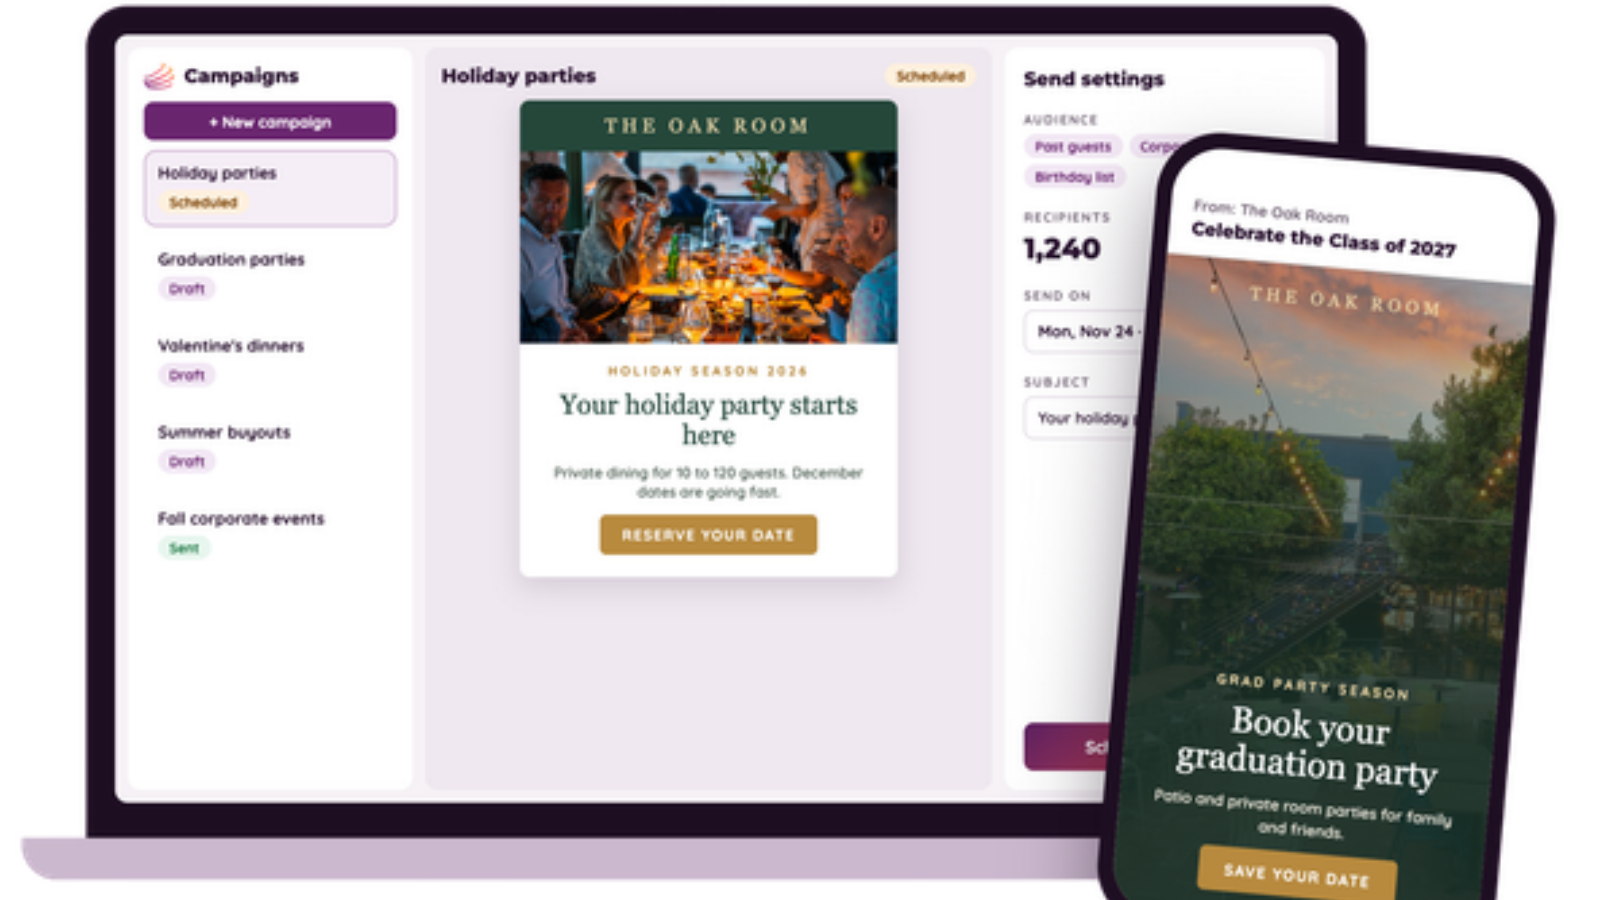 Campaigns
+ New campaign
Holiday parties
Scheduled
Graduation parties
Draft
Valentine's dinners
Draft
Summer buyouts
Draft
Fall corporate events
Sent
Holiday parties
Scheduled
THE OAK ROOM
HOLIDAY SEASON 2026
Your holiday party starts
here
Private dining for 10 to 120 guests. December
dates are going fast.
RESERVE YOUR DATE
Send settings
AUDIENCE
Past guests
Birthday list
RECIPIENTS
1,240
SEND ON
Mon, Nov 24
SUBJECT
Your holiday
From: The Oak Room
Celebrate the Class of 2027
THE OAK ROOM
GRAD PARTY SEASON
Book your
graduation party
Patio and private room parties for family
and friends.
SAVE YOUR DATE